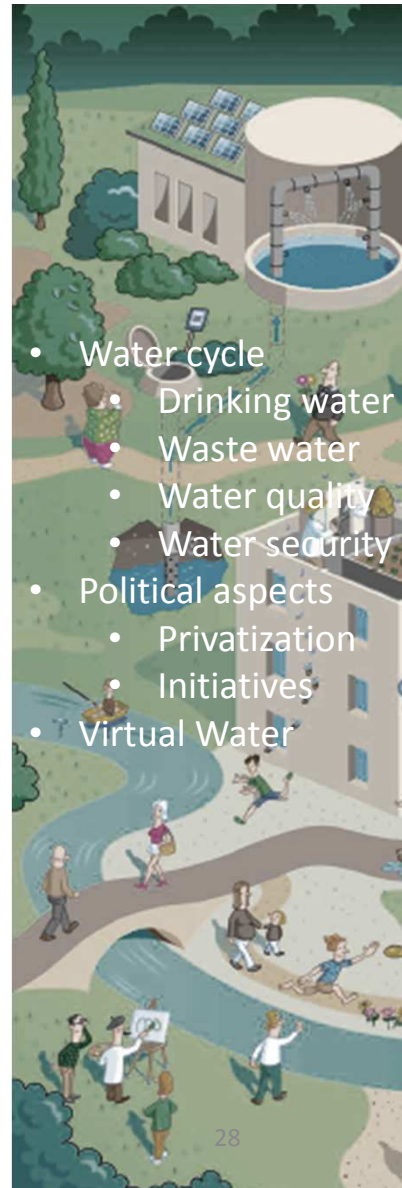 • Water cycle
• Drinking water
• Waste water
• Water quality
• Water security
• Political aspects
• Privatization
• Initiatives
• Virtual Water
28